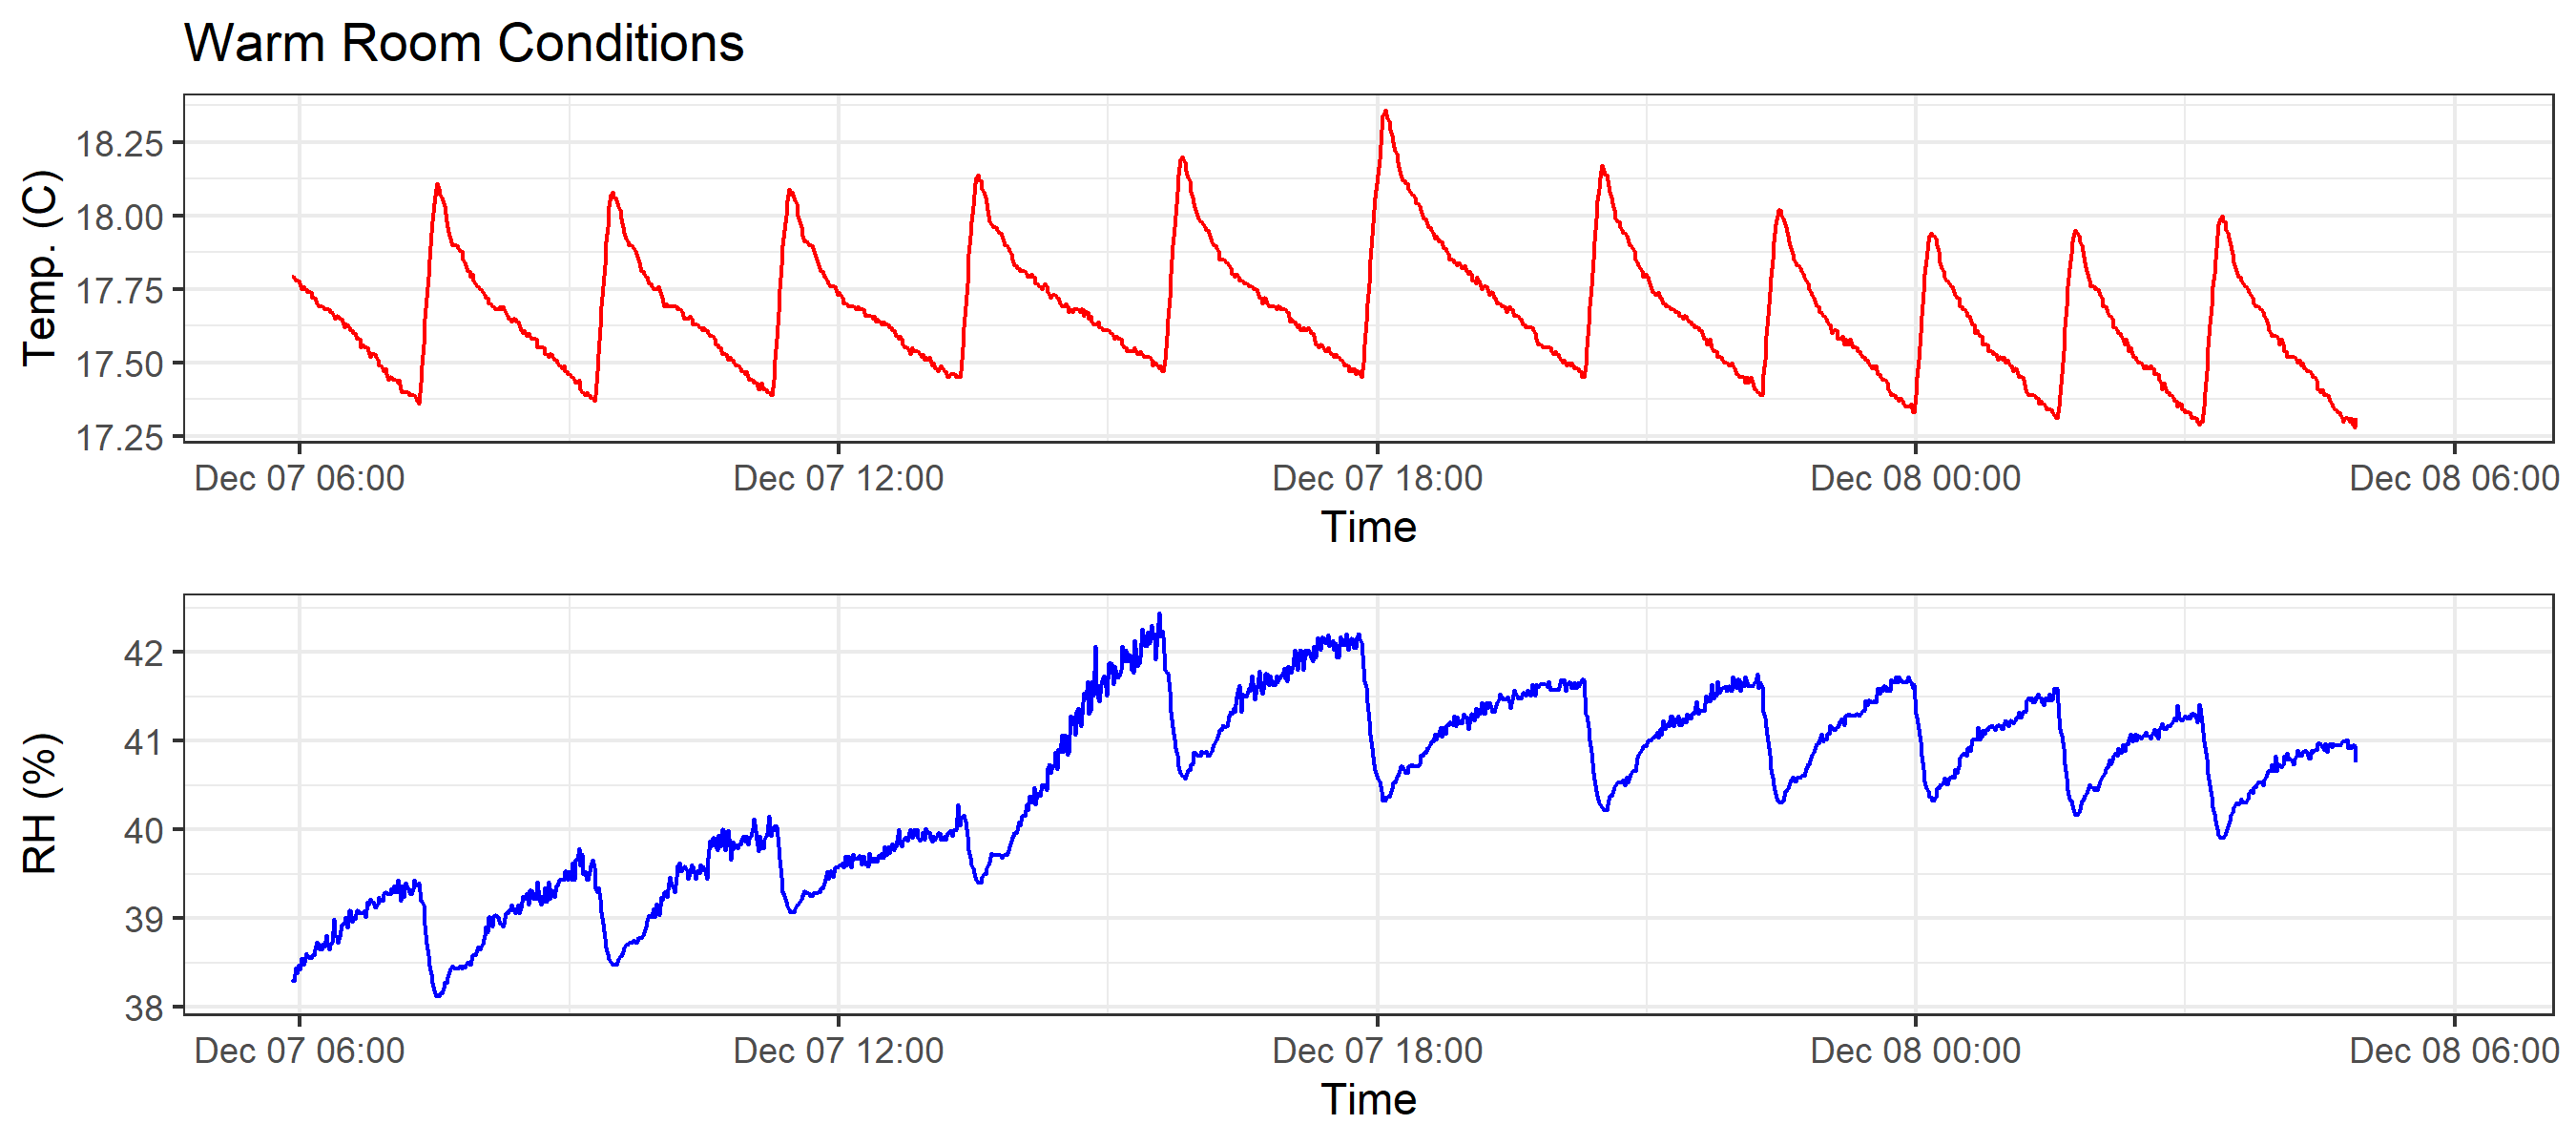 Warm Room Conditions
Temp. (C)
18.25
18.00
17.75
17.50
17.25
Dec 07 06:00 Dec 07 12:00 Dec 07 18:00 Dec 08 00:00 Dec 08 06:00
Time
RH (%)
42
41
40
39
38
Dec 07 06:00 Dec 07 12:00 Dec 07 18:00 Dec 08 00:00 Dec 08 06:00
Time